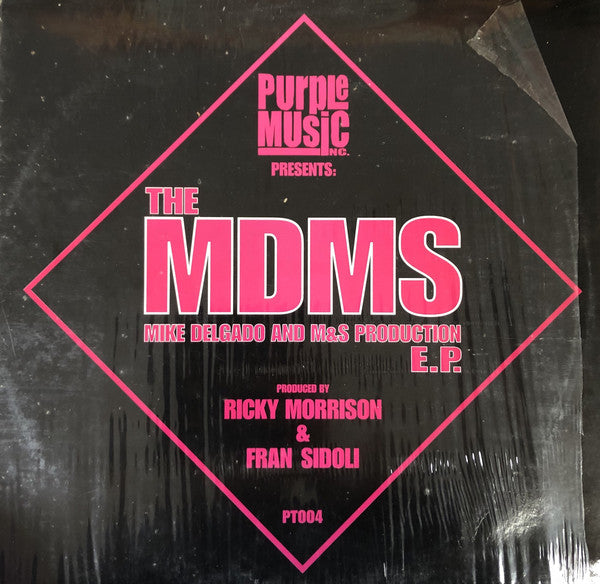 Purple
Music
INC.
PRESENTS:
THE
MDMS
MIKE DELGADO AND M&S PRODUCTION
E.P.
PRODUCED BY
RICKY MORRISON
&
FRAN SIDOLI
PT004